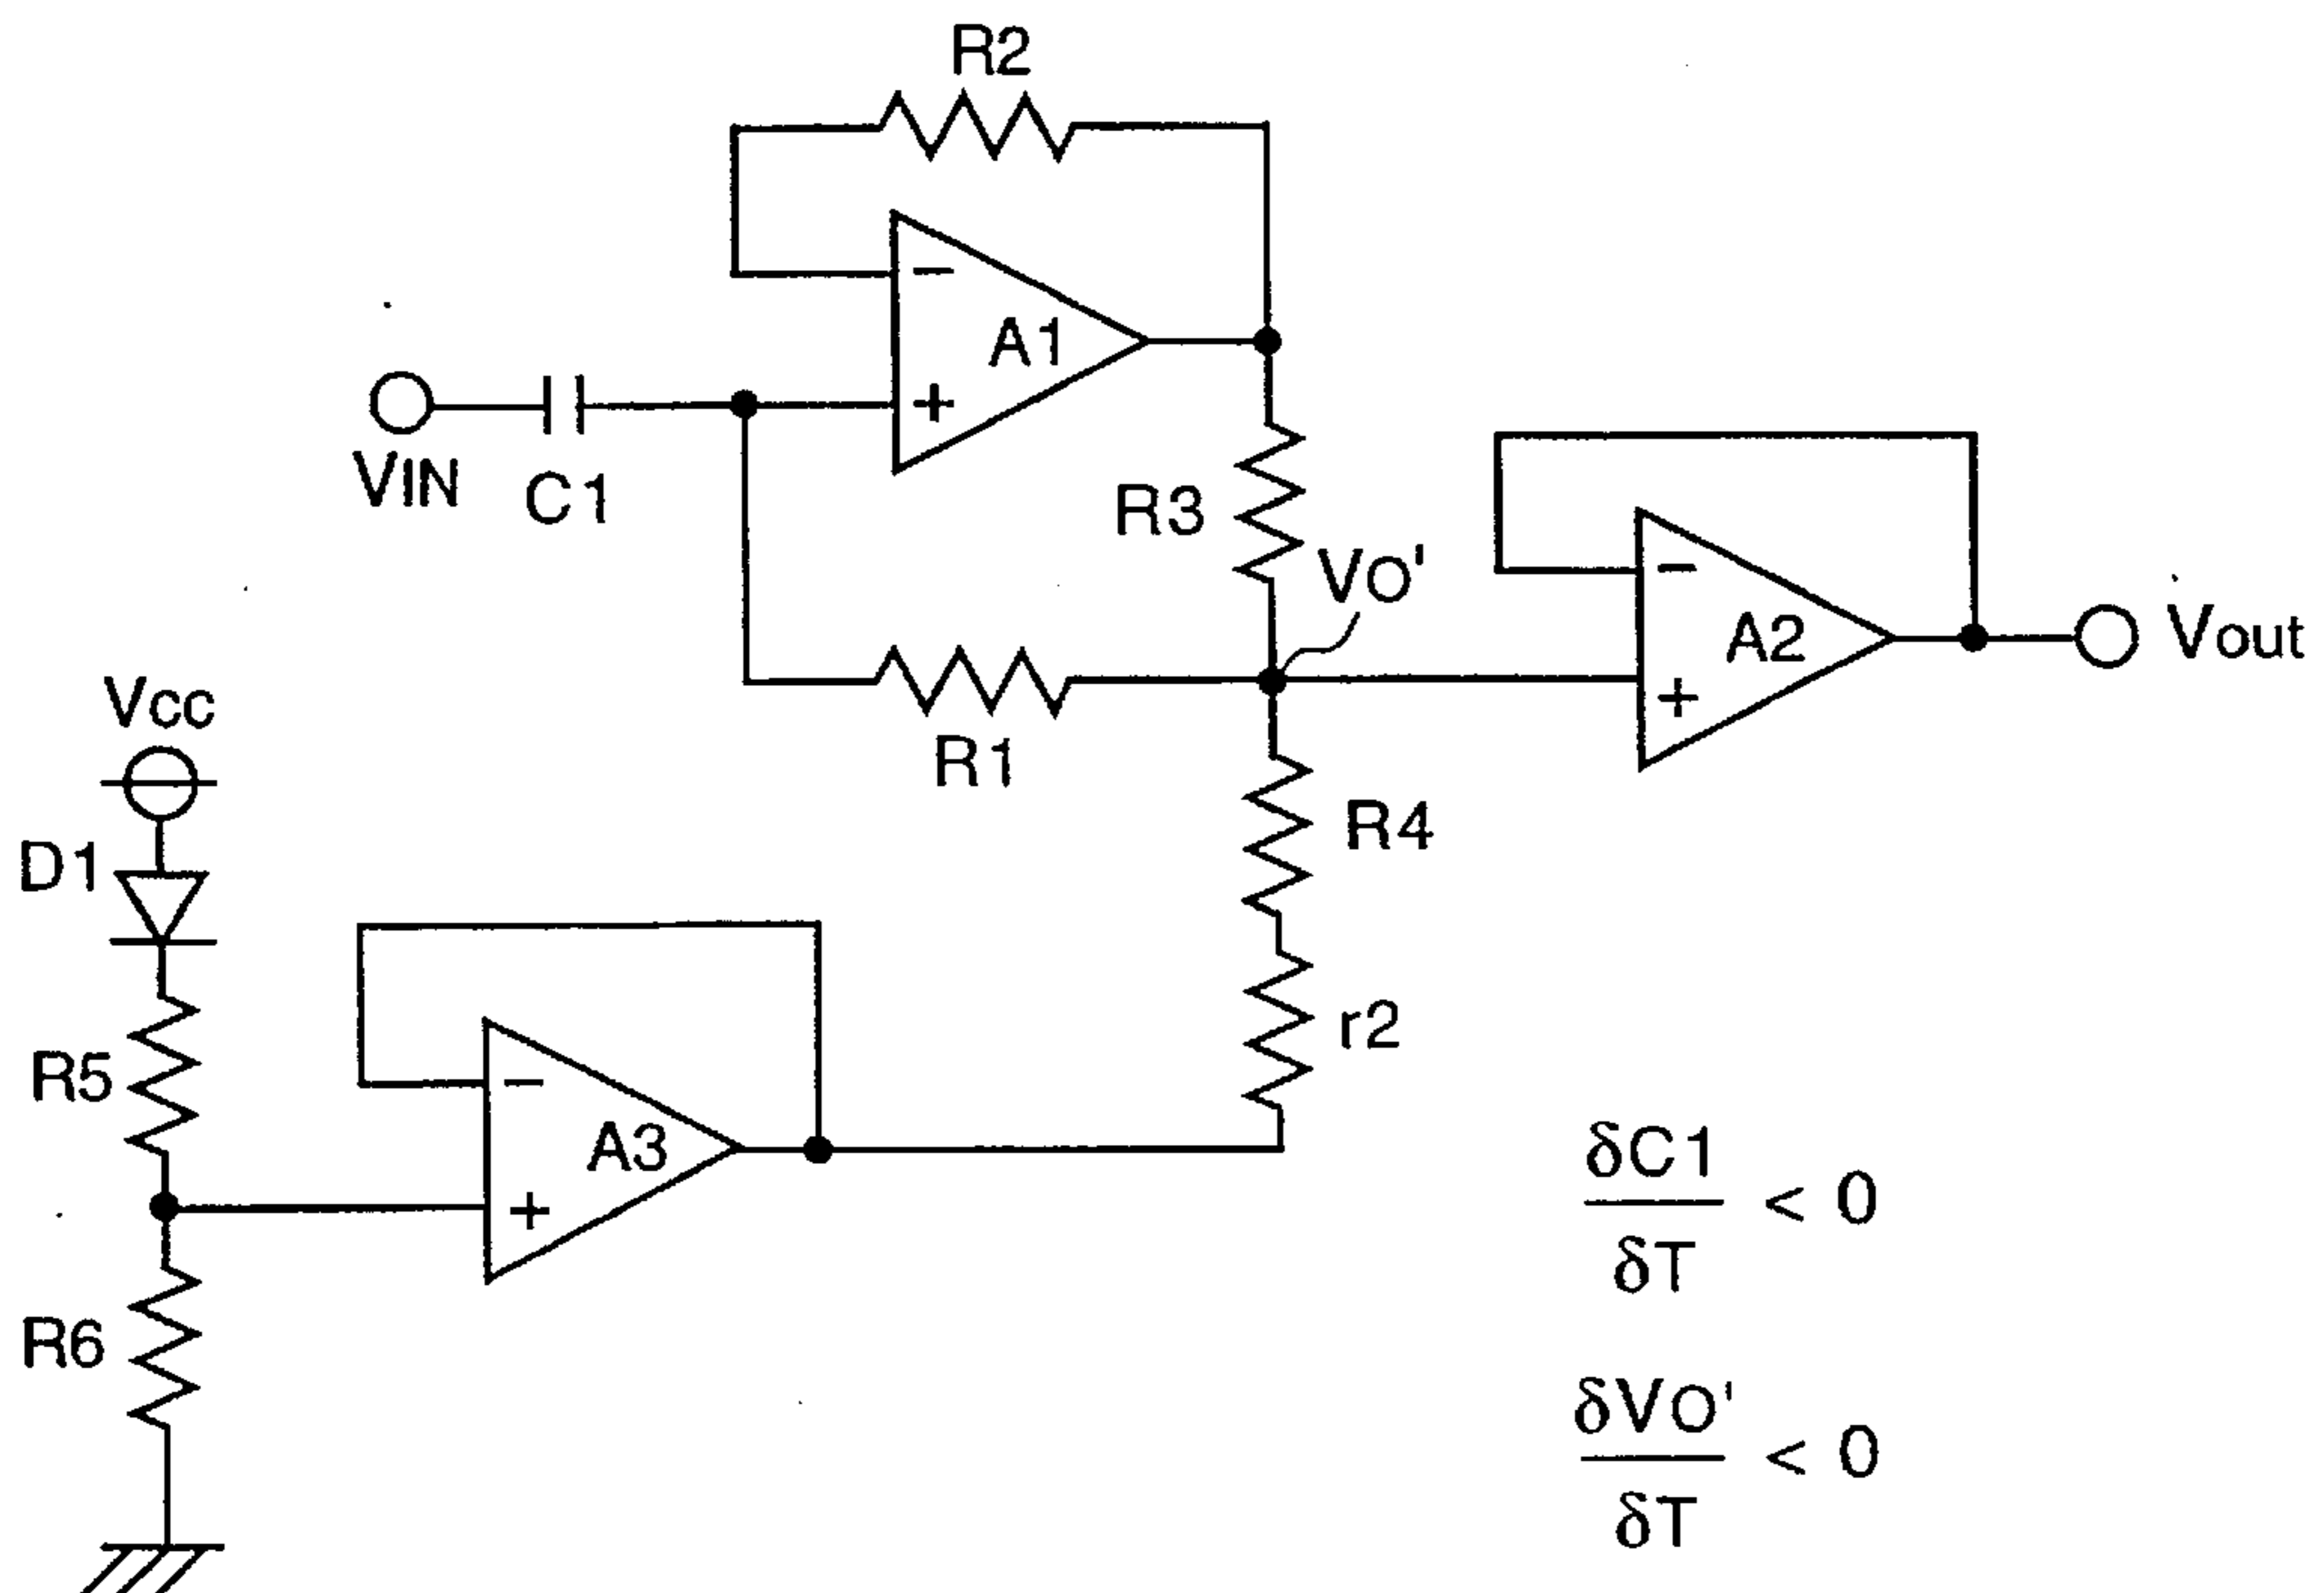 R2
−
A1
+
VIN
C1
R3
VO'
−
A2
+
Vout
R1
Vcc
R4
D1
r2
R5
−
A3
+
R6
δC1
δT
< 0
δVO'
δT
< 0